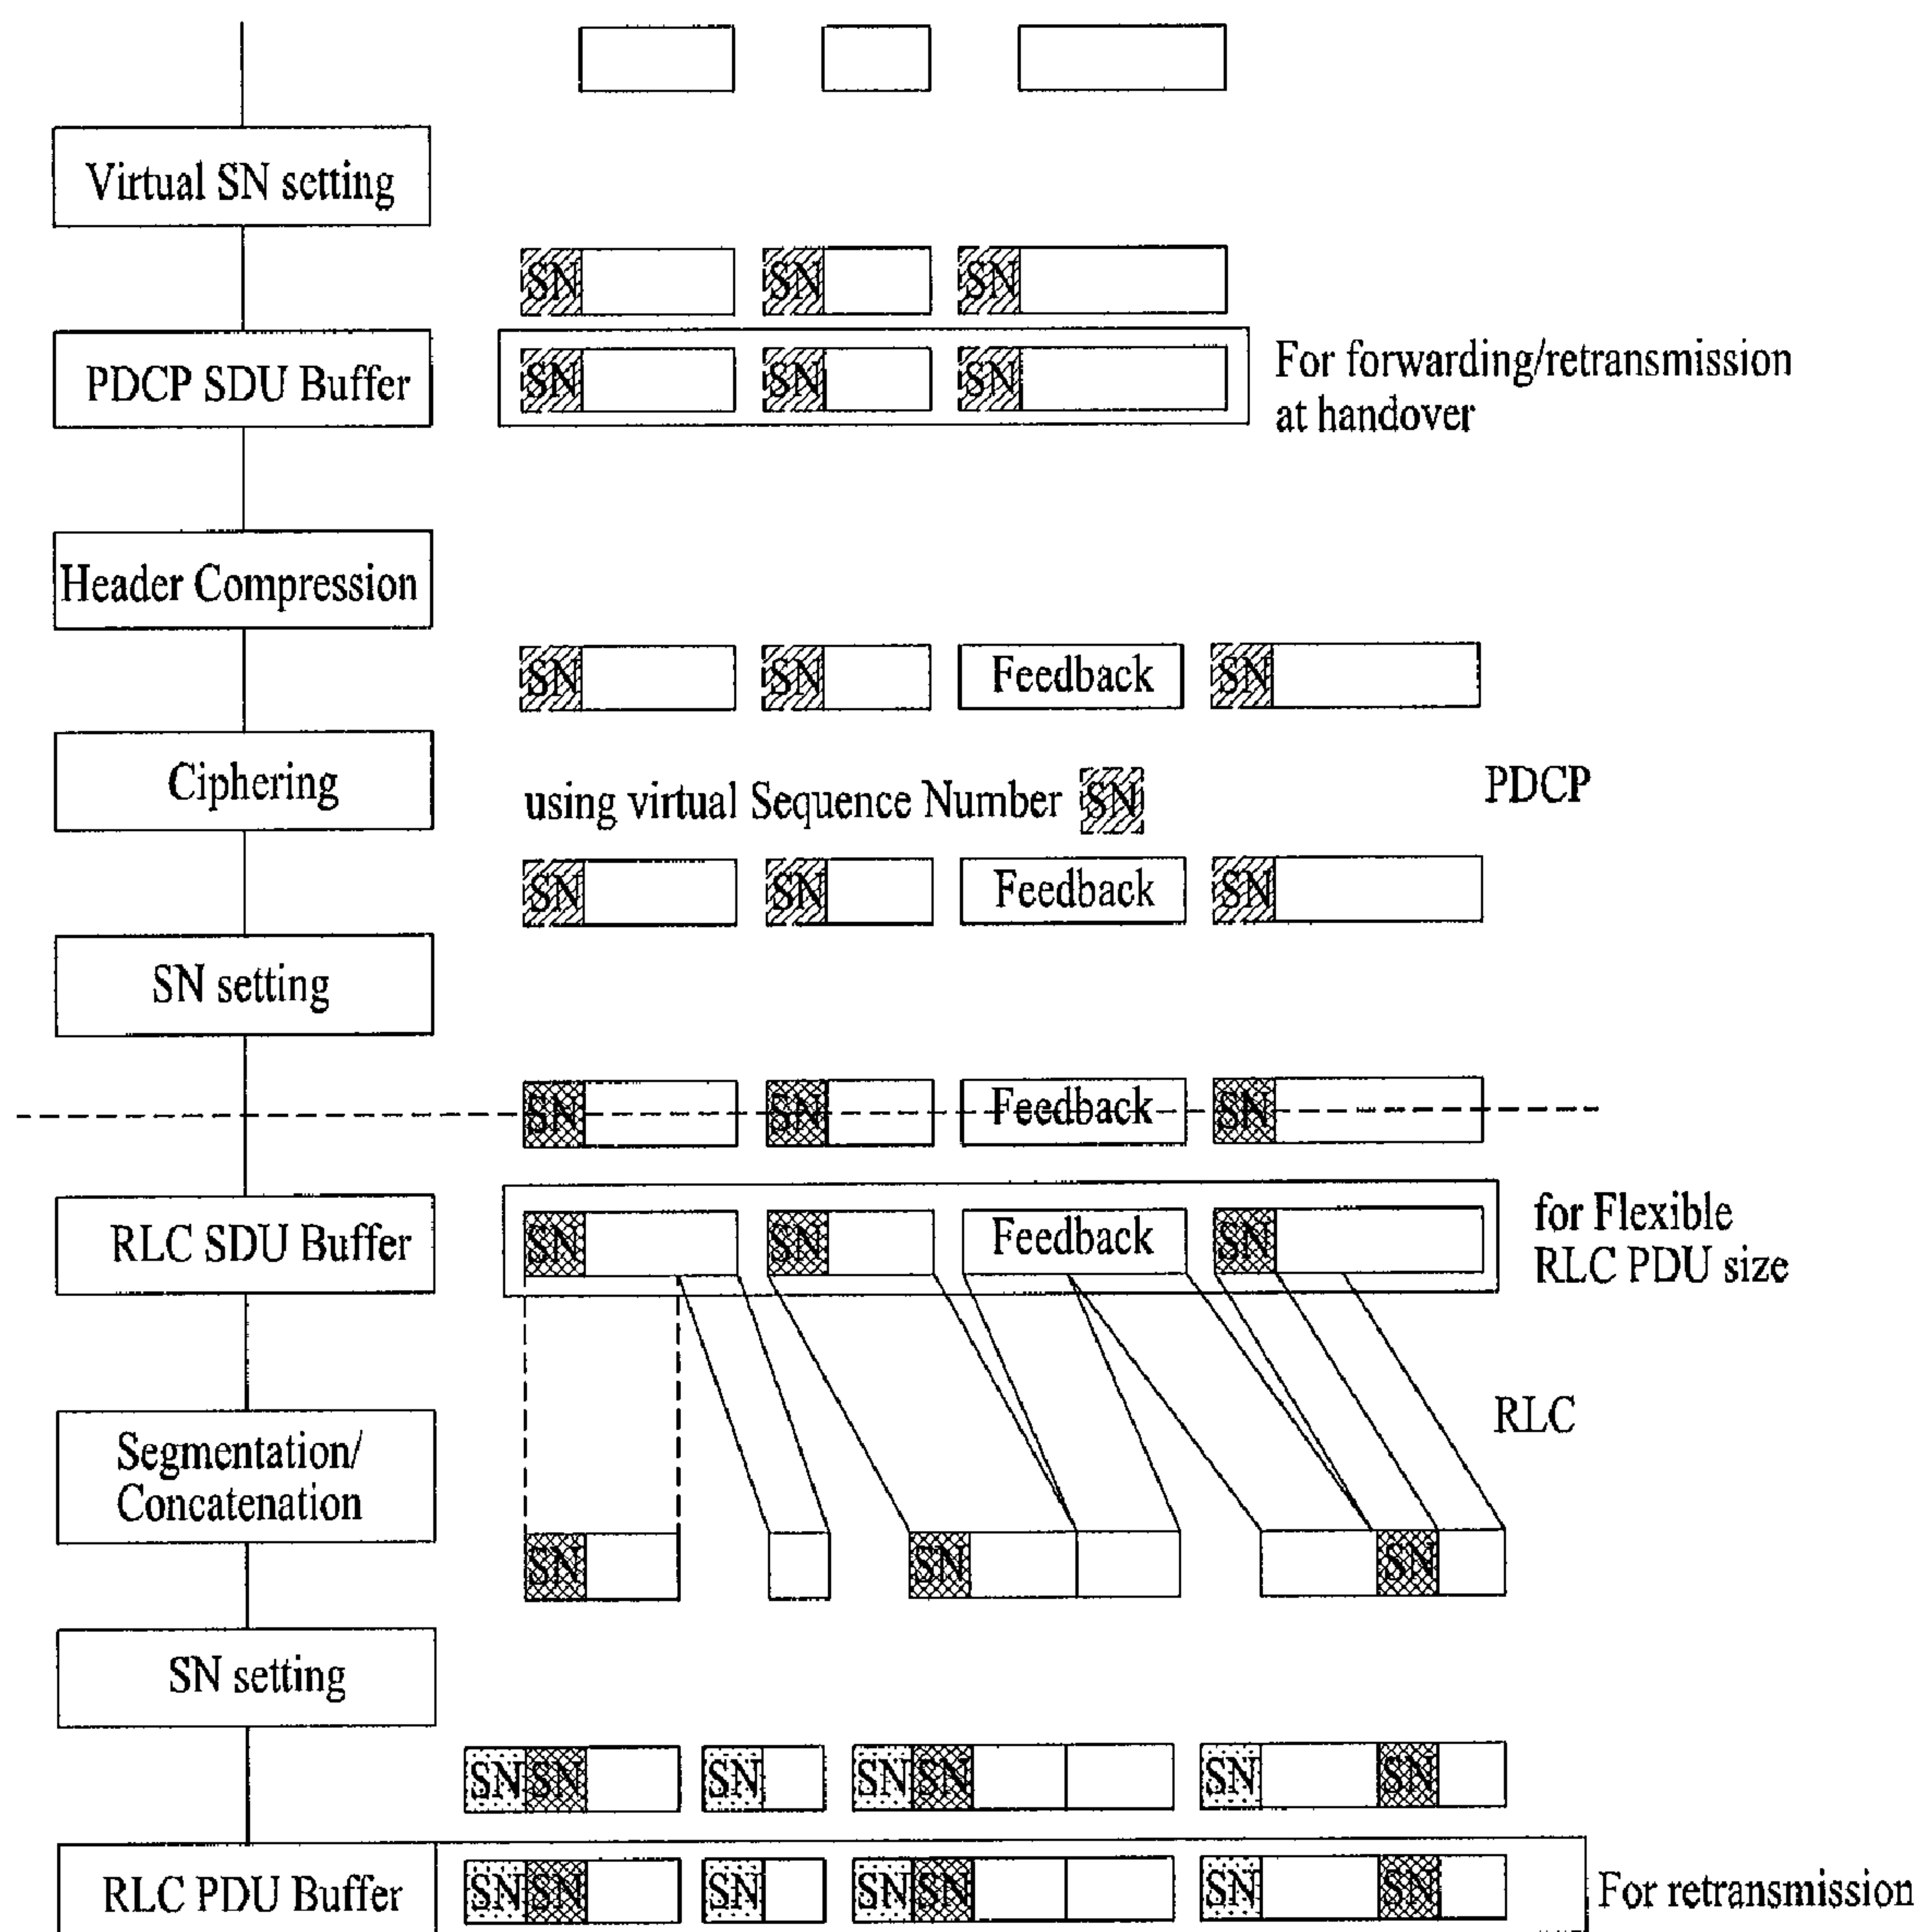 Virtual SN setting
SN SN SN
PDCP SDU Buffer
SN SN SN
For forwarding/retransmission
at handover
Header Compression
SN SN Feedback SN
Ciphering
using virtual Sequence Number SN
PDCP
SN SN Feedback SN
SN setting
SN SN Feedback SN
RLC SDU Buffer
SN SN Feedback SN
for Flexible
RLC PDU size
RLC
Segmentation/
Concatenation
SN SN SN
SN setting
SN SN SN SN SN SN SN
RLC PDU Buffer
SN SN SN SN SN SN SN
For retransmission